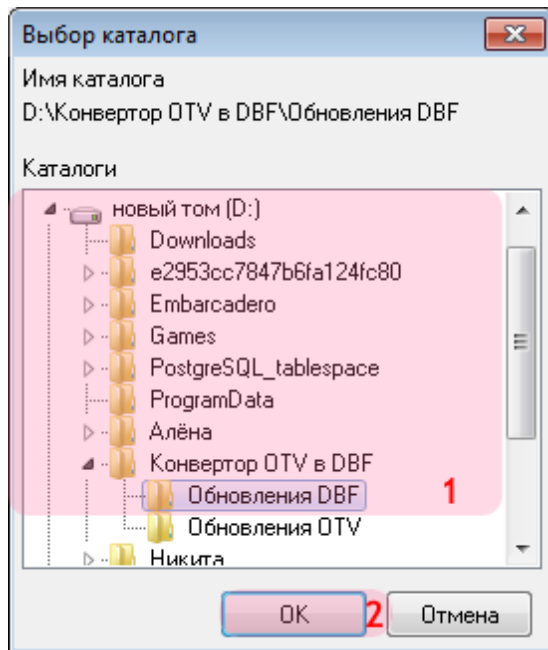 Выбор каталога
Имя каталога
D:\Конвертор OTV в DBF\Обновления DBF
Каталоги
новый том (D:)
Downloads
e2953cc7847b6fa124fc80
Embarcadero
Games
PostgreSQL_tablespace
ProgramData
Алёна
Конвертор OTV в DBF
Обновления DBF 1
Обновления OTV
Никита
OK 2 Отмена